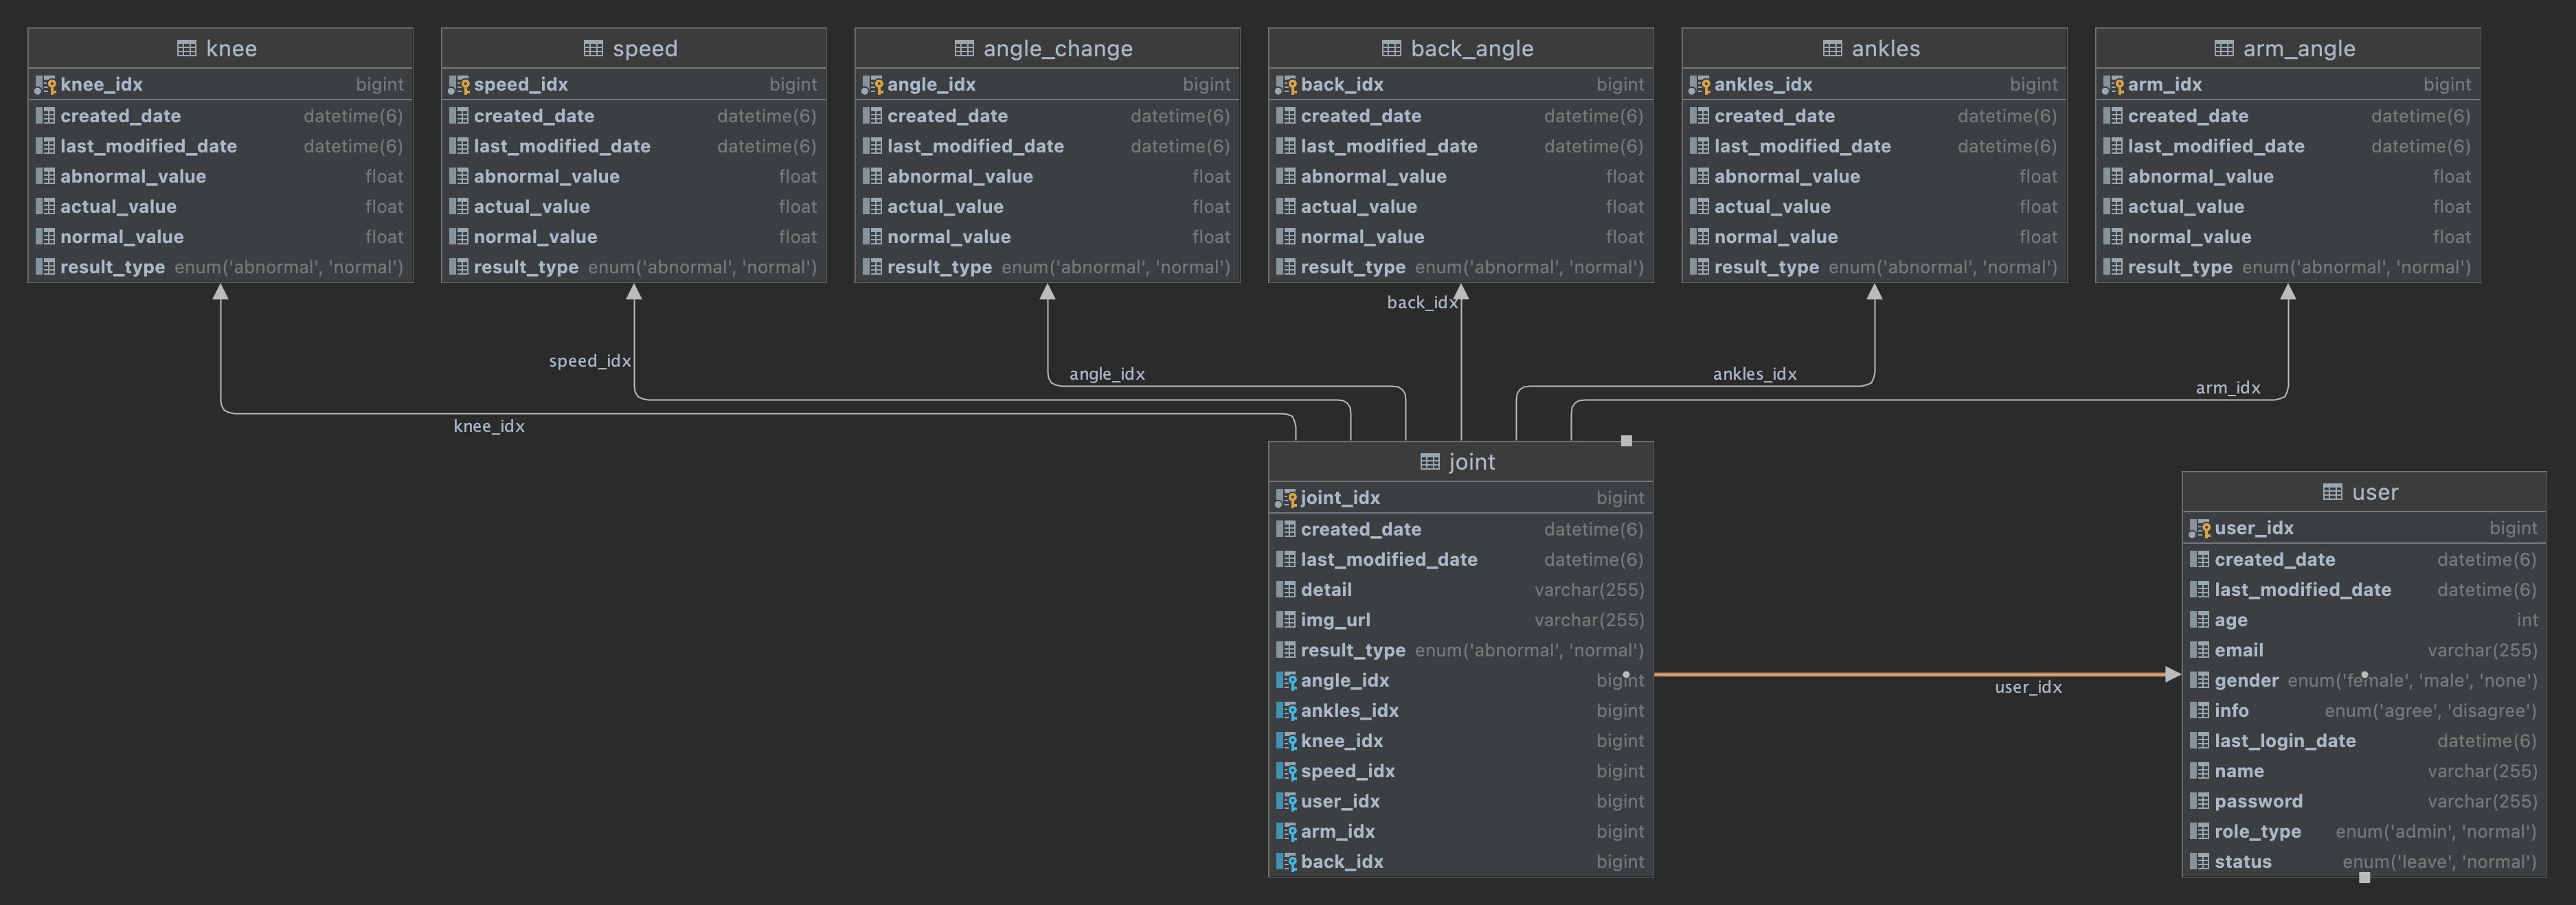 knee
knee_idx bigint
created_date datetime(6)
last_modified_date datetime(6)
abnormal_value float
actual_value float
normal_value float
result_type enum('abnormal', 'normal')
speed
speed_idx bigint
created_date datetime(6)
last_modified_date datetime(6)
abnormal_value float
actual_value float
normal_value float
result_type enum('abnormal', 'normal')
angle_change
angle_idx bigint
created_date datetime(6)
last_modified_date datetime(6)
abnormal_value float
actual_value float
normal_value float
result_type enum('abnormal', 'normal')
back_angle
back_idx bigint
created_date datetime(6)
last_modified_date datetime(6)
abnormal_value float
actual_value float
normal_value float
result_type enum('abnormal', 'normal')
ankles
ankles_idx bigint
created_date datetime(6)
last_modified_date datetime(6)
abnormal_value float
actual_value float
normal_value float
result_type enum('abnormal', 'normal')
arm_angle
arm_idx bigint
created_date datetime(6)
last_modified_date datetime(6)
abnormal_value float
actual_value float
normal_value float
result_type enum('abnormal', 'normal')
back_idx
speed_idx
angle_idx
ankles_idx
arm_idx
knee_idx
joint
joint_idx bigint
created_date datetime(6)
last_modified_date datetime(6)
detail varchar(255)
img_url varchar(255)
result_type enum('abnormal', 'normal')
angle_idx bigint
ankles_idx bigint
knee_idx bigint
speed_idx bigint
user_idx bigint
arm_idx bigint
back_idx bigint
user_idx
user
user_idx bigint
created_date datetime(6)
last_modified_date datetime(6)
age int
email varchar(255)
gender enum('female', 'male', 'none')
info enum('agree', 'disagree')
last_login_date datetime(6)
name varchar(255)
password varchar(255)
role_type enum('admin', 'normal')
status enum('leave', 'normal')